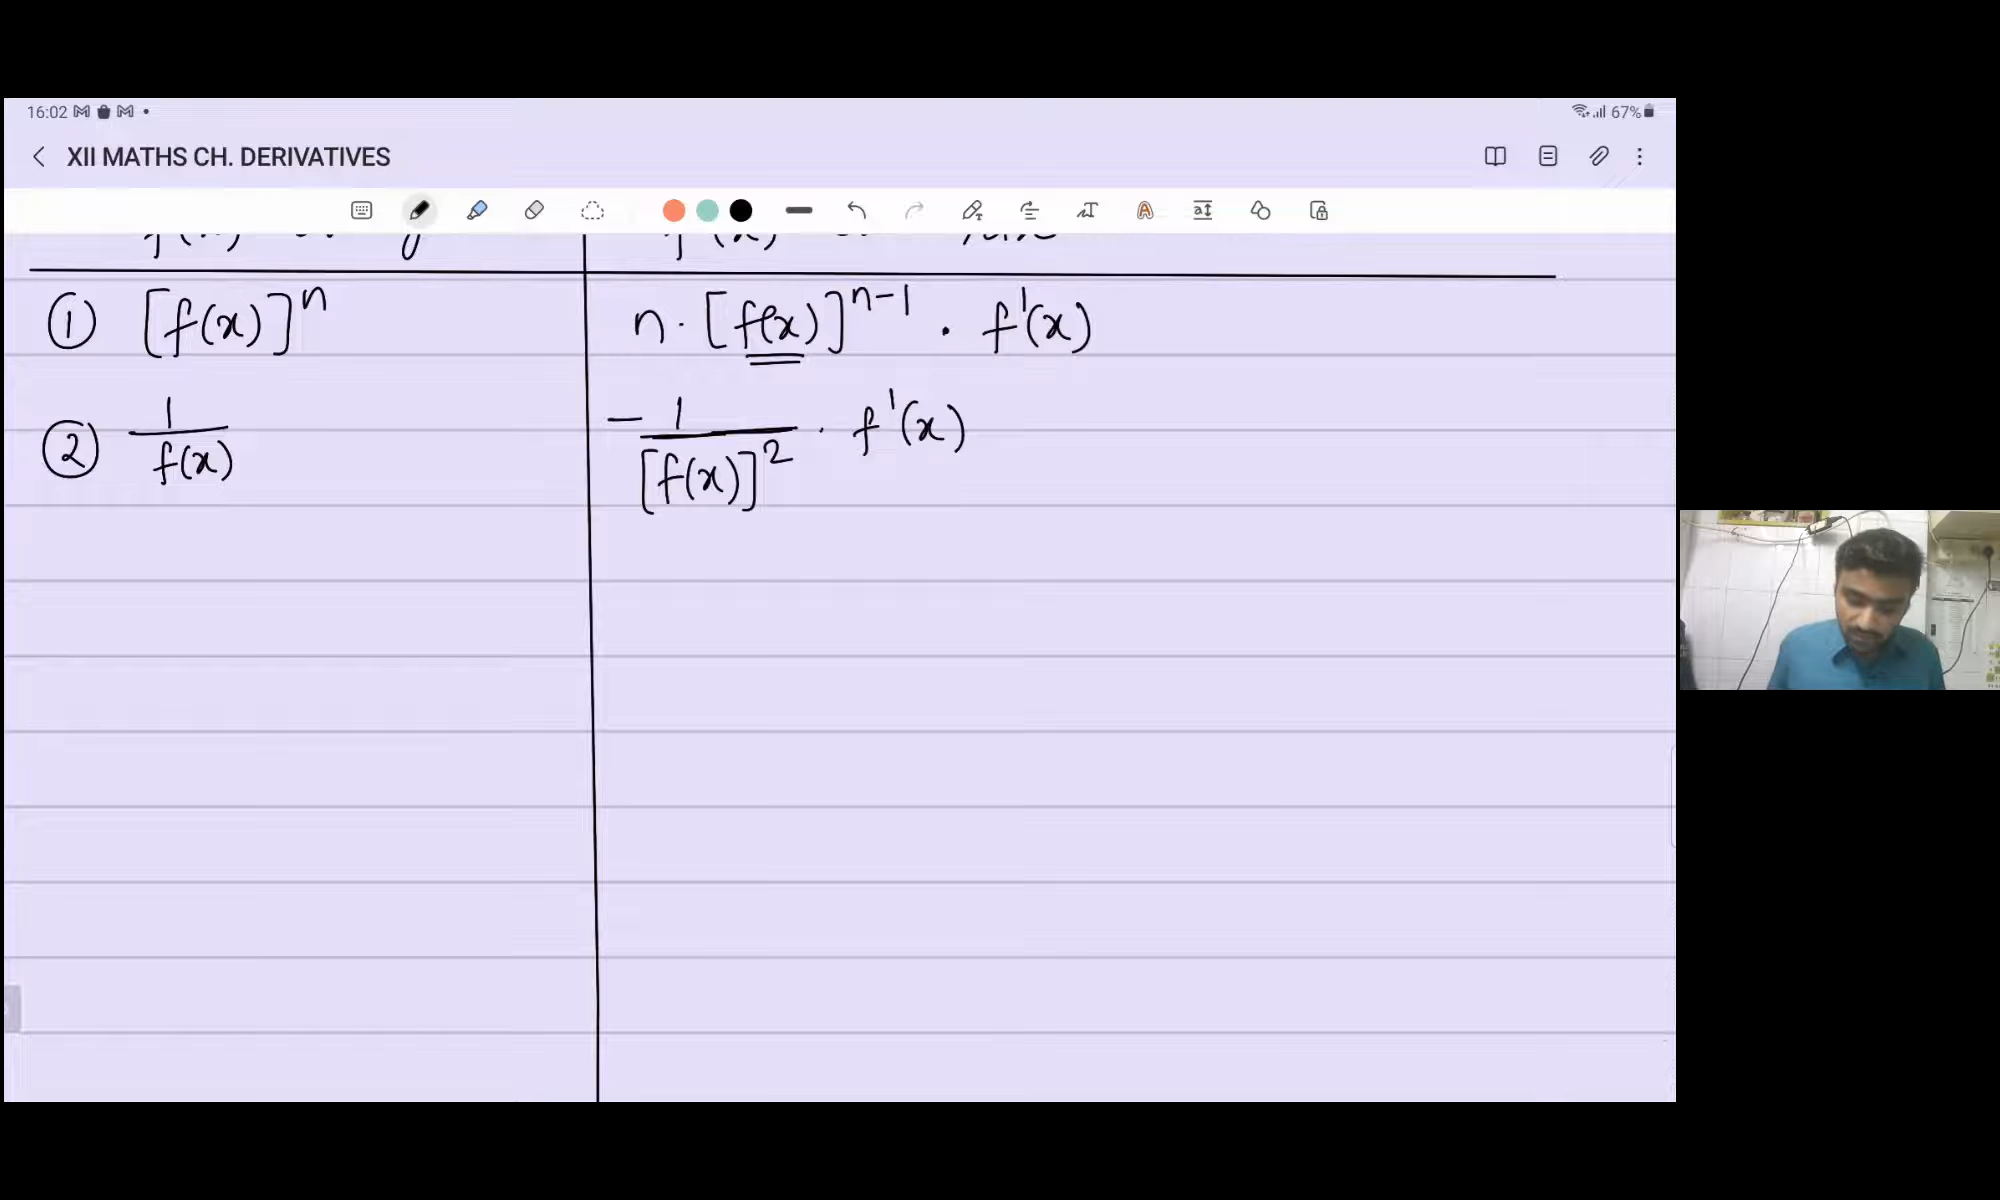 16:02
67%
XII MATHS CH. DERIVATIVES
① [f(x)]ⁿ n · [f(x)]ⁿ⁻¹ · f'(x)
② 1/f(x) - 1/[f(x)]² · f'(x)